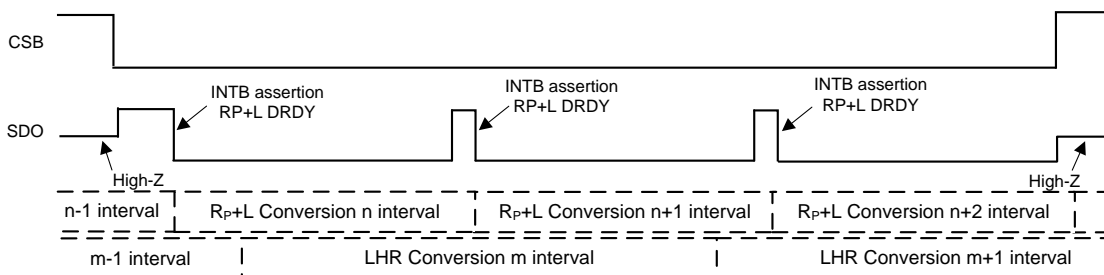 CSB
INTB assertion
RP+L DRDY
INTB assertion
RP+L DRDY
INTB assertion
RP+L DRDY
SDO
High-Z
High-Z
n-1 interval
RP+L Conversion n interval
RP+L Conversion n+1 interval
RP+L Conversion n+2 interval
m-1 interval
LHR Conversion m interval
LHR Conversion m+1 interval